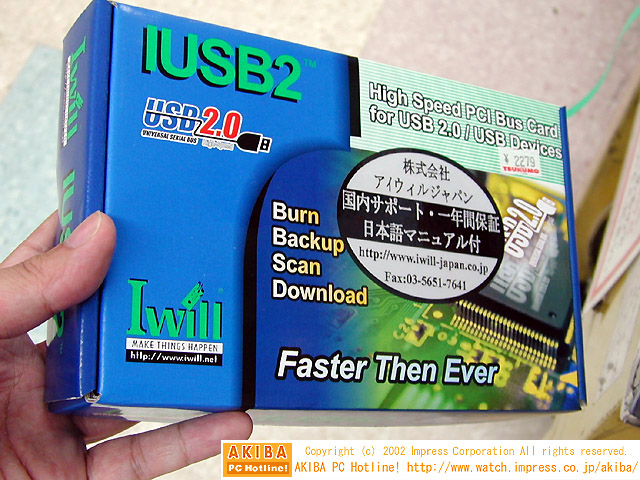 IUSB2™
USB2.0
UNIVERSAL SERIAL BUS
High Speed PCI Bus Card
for USB 2.0 / USB Devices
¥ 2279
TSUKUMO
株式会社
アイウィルジャパン
国内サポート・一年間保証
日本語マニュアル付
http://www.iwill-japan.co.jp
Fax:03-5651-7641
Burn
Backup
Scan
Download
Iwill
MAKE THINGS HAPPEN
http://www.iwill.net
Faster Then Ever
Iwill
AKIBA
PC Hotline!
Copyright (c) 2002 Impress Corporation All rights reserved.
AKIBA PC Hotline! http://www.watch.impress.co.jp/akiba/